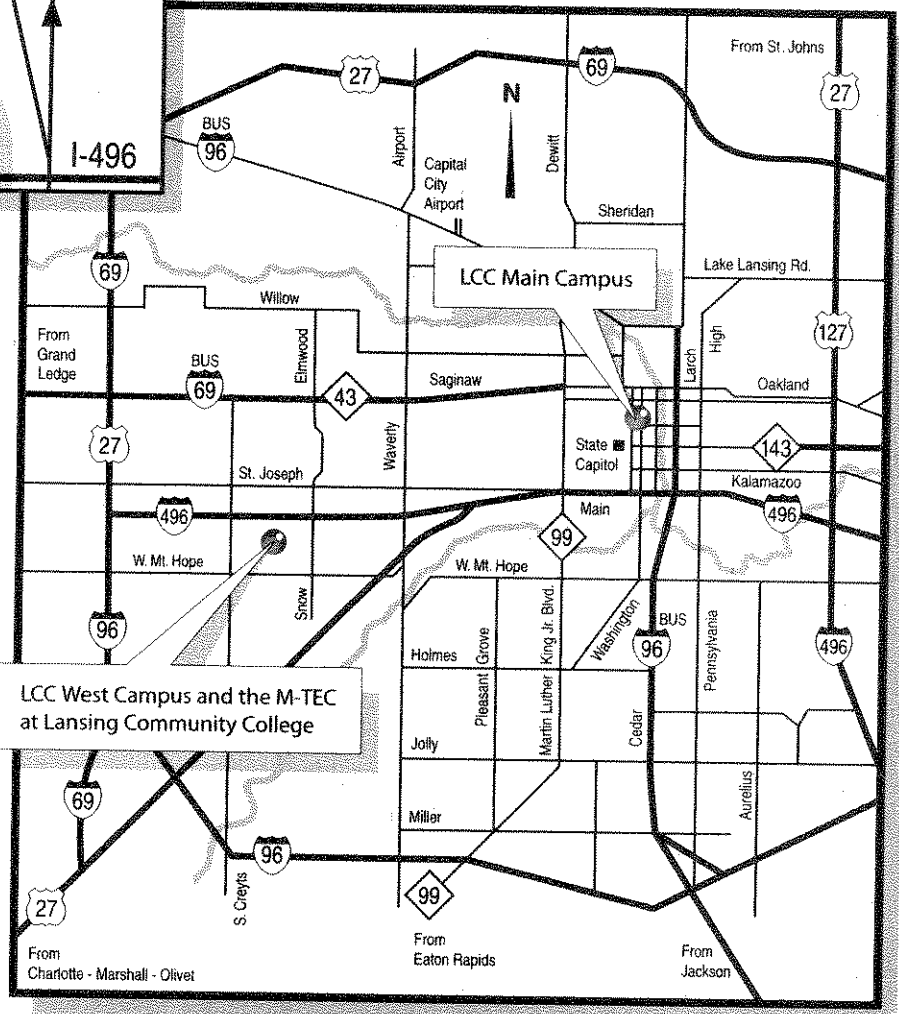 From St. Johns
27
69
27
N
BUS
96
I-496
Airport
Capital
City
Airport
Dewitt
Sheridan
LCC Main Campus
Lake Lansing Rd.
69
Willow
From
Grand
Ledge
BUS
69
Elmwood
43
Saginaw
Waverly
Larch
High
127
Oakland
27
State
Capitol
143
St. Joseph
Kalamazoo
496
Main
496
99
W. Mt. Hope
W. Mt. Hope
Snow
96
Holmes
Pleasant Grove
Martin Luther King Jr. Blvd.
Washington
BUS
96
Pennsylvania
496
LCC West Campus and the M-TEC
at Lansing Community College
Jolly
Cedar
69
Miller
Aurelius
96
S. Creyts
99
27
From
Charlotte - Marshall - Olivet
From
Eaton Rapids
From
Jackson